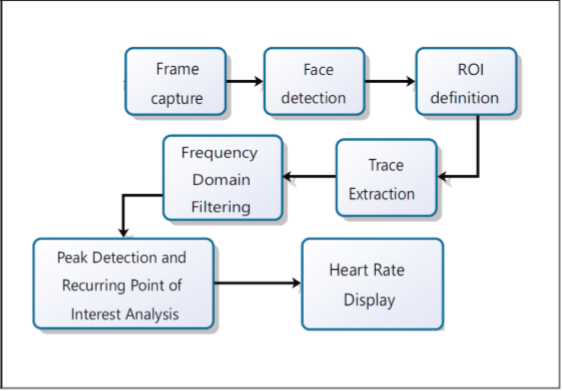 Frame
capture
Face
detection
ROI
definition
Trace
Extraction
Frequency
Domain
Filtering
Peak Detection and
Recurring Point of
Interest Analysis
Heart Rate
Display